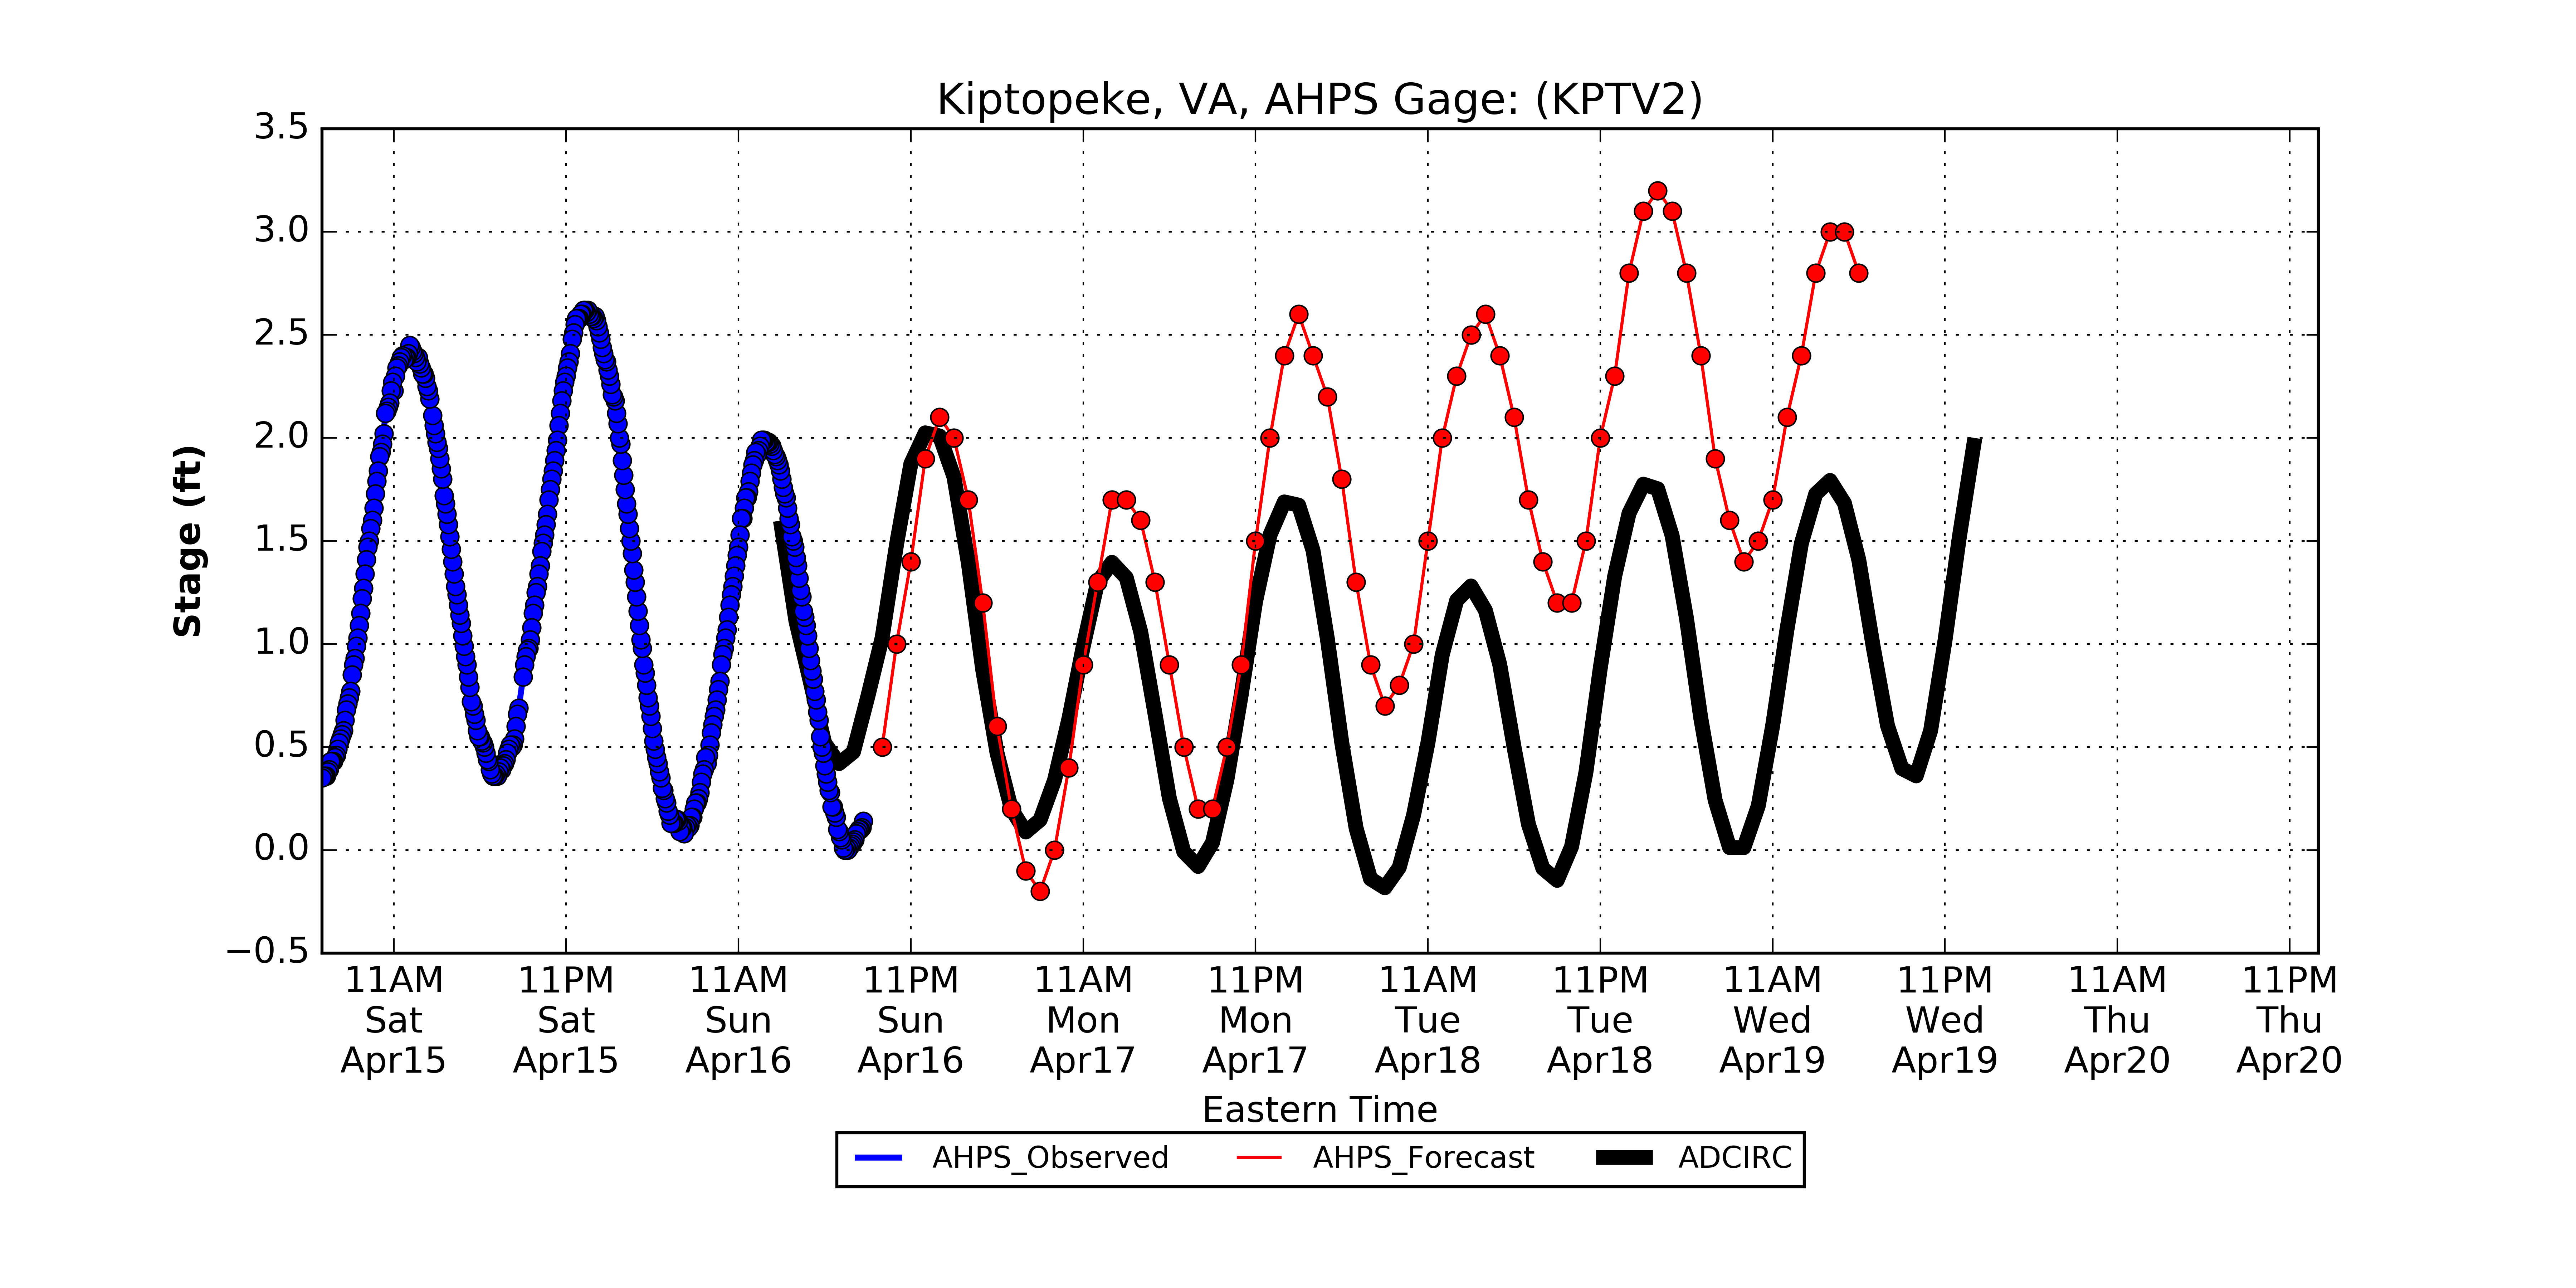 Kiptopeke, VA, AHPS Gage: (KPTV2)
3.5
3.0
2.5
2.0
1.5
1.0
0.5
0.0
−0.5
Stage (ft)
11AM 11PM 11AM 11PM 11AM 11PM 11AM 11PM 11AM 11PM 11AM 11PM
Sat Sat Sun Sun Mon Mon Tue Tue Wed Wed Thu Thu
Apr15 Apr15 Apr16 Apr16 Apr17 Apr17 Apr18 Apr18 Apr19 Apr19 Apr20 Apr20
Eastern Time
AHPS_Observed AHPS_Forecast ADCIRC